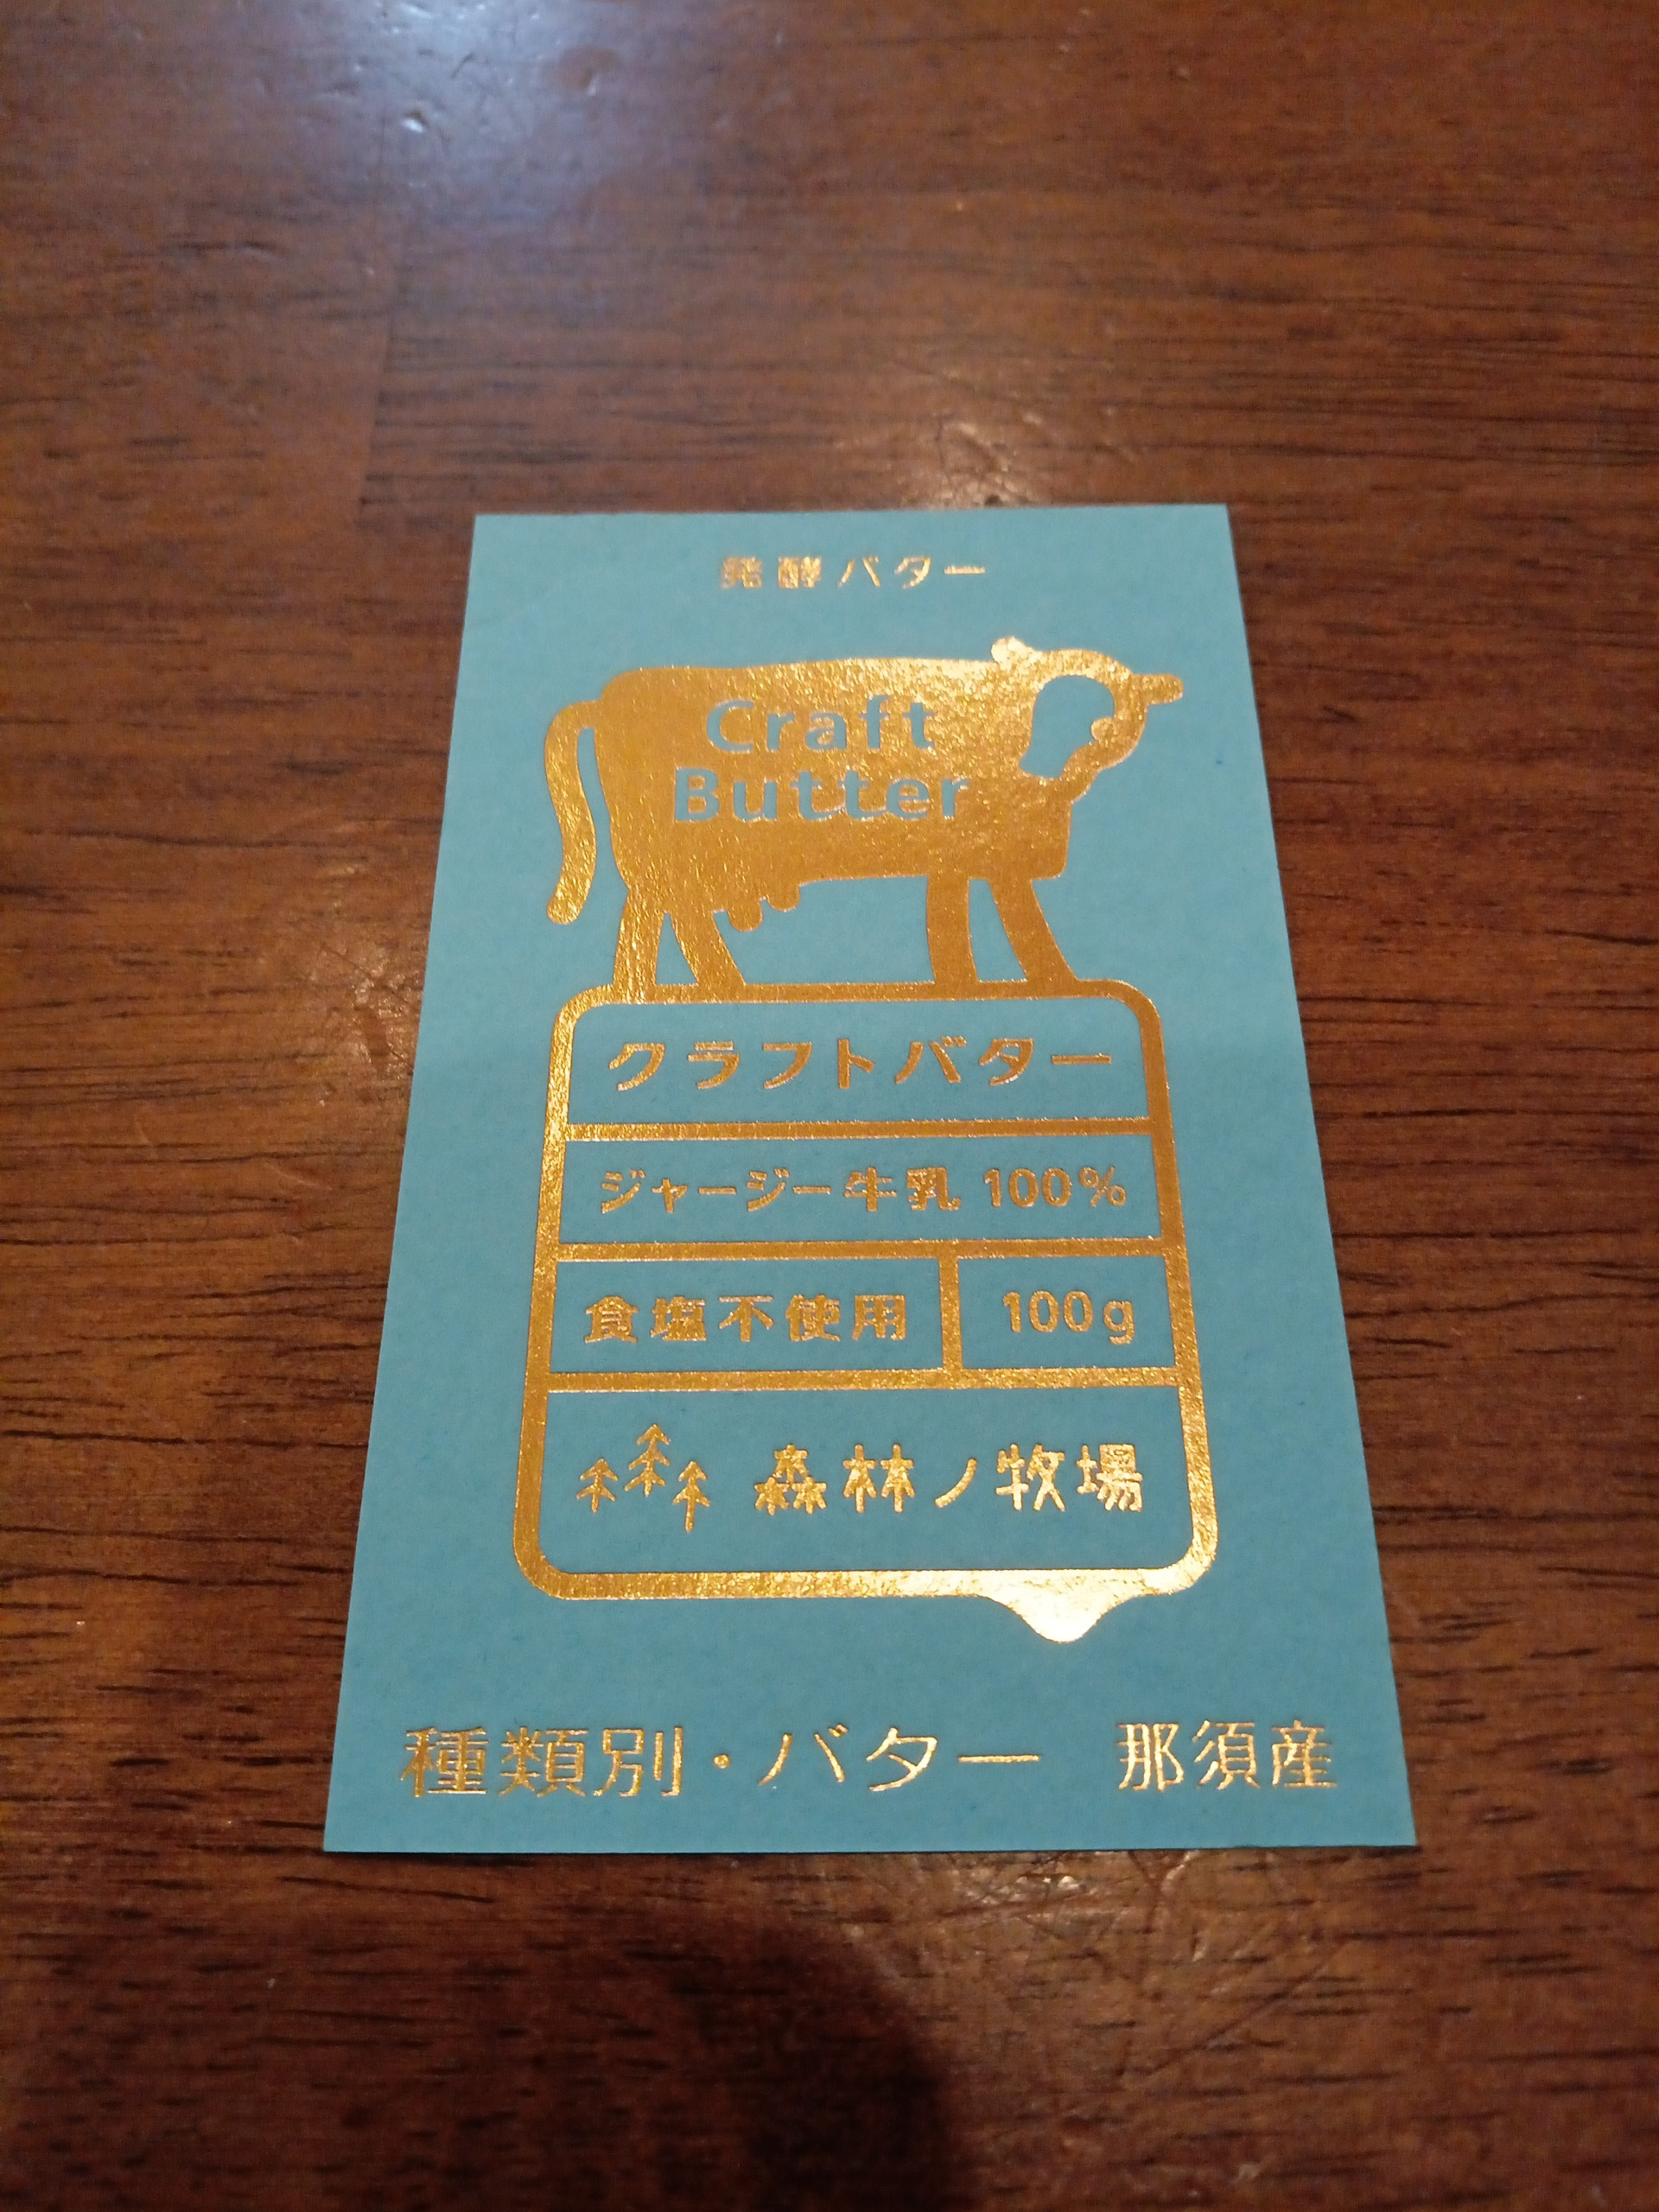 発酵バター
Craft
Butter
クラフトバター
ジャージー牛乳 100%
食塩不使用 100g
森林ノ牧場
種類別・バター 那須産